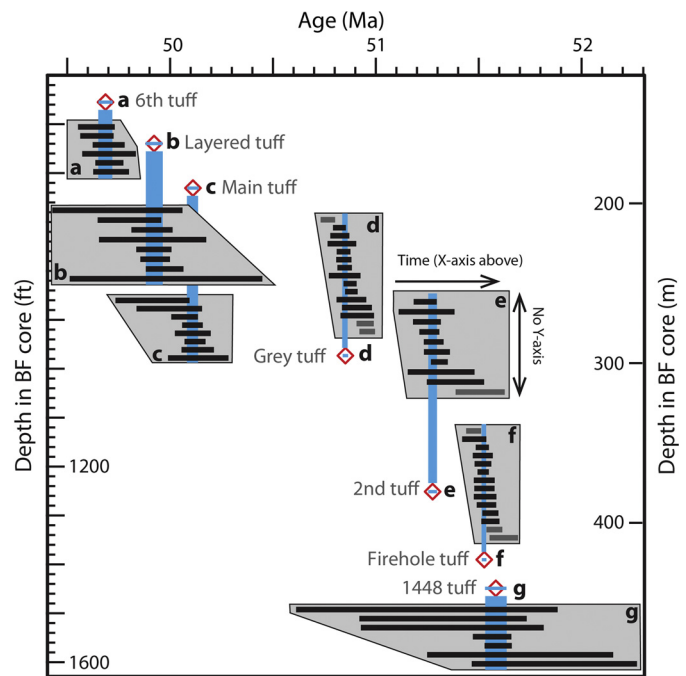 Age (Ma)
50
51
52
a 6th tuff
b Layered tuff
c Main tuff
a
200
d
b
Time (X-axis above)
e
No Y-axis
c
Grey tuff d
300
f
1200
2nd tuff e
400
Firehole tuff f
1448 tuff g
g
1600
Depth in BF core (ft)
Depth in BF core (m)